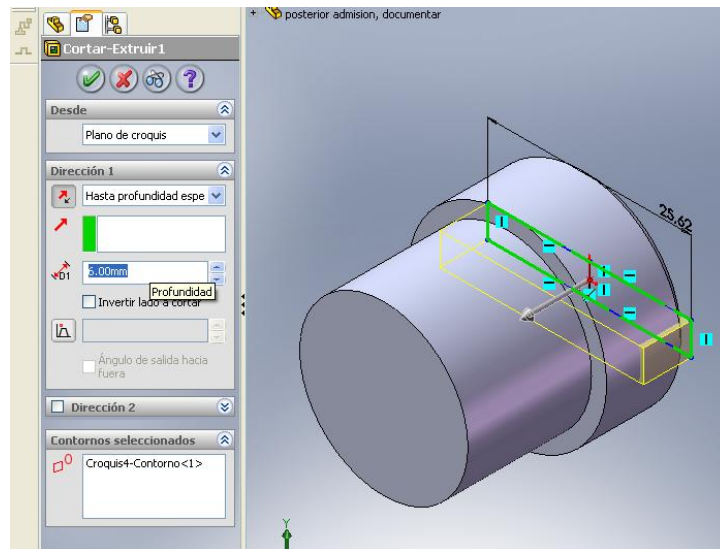 posterior admision, documentar
Cortar-Extruir1
?
Desde
Plano de croquis
Dirección 1
Hasta profundidad espe
D1
6.00mm
Profundidad
Invertir lado a cortar
Ángulo de salida hacia
fuera
Dirección 2
Contornos seleccionados
Croquis4-Contorno<1>
25,62
Y